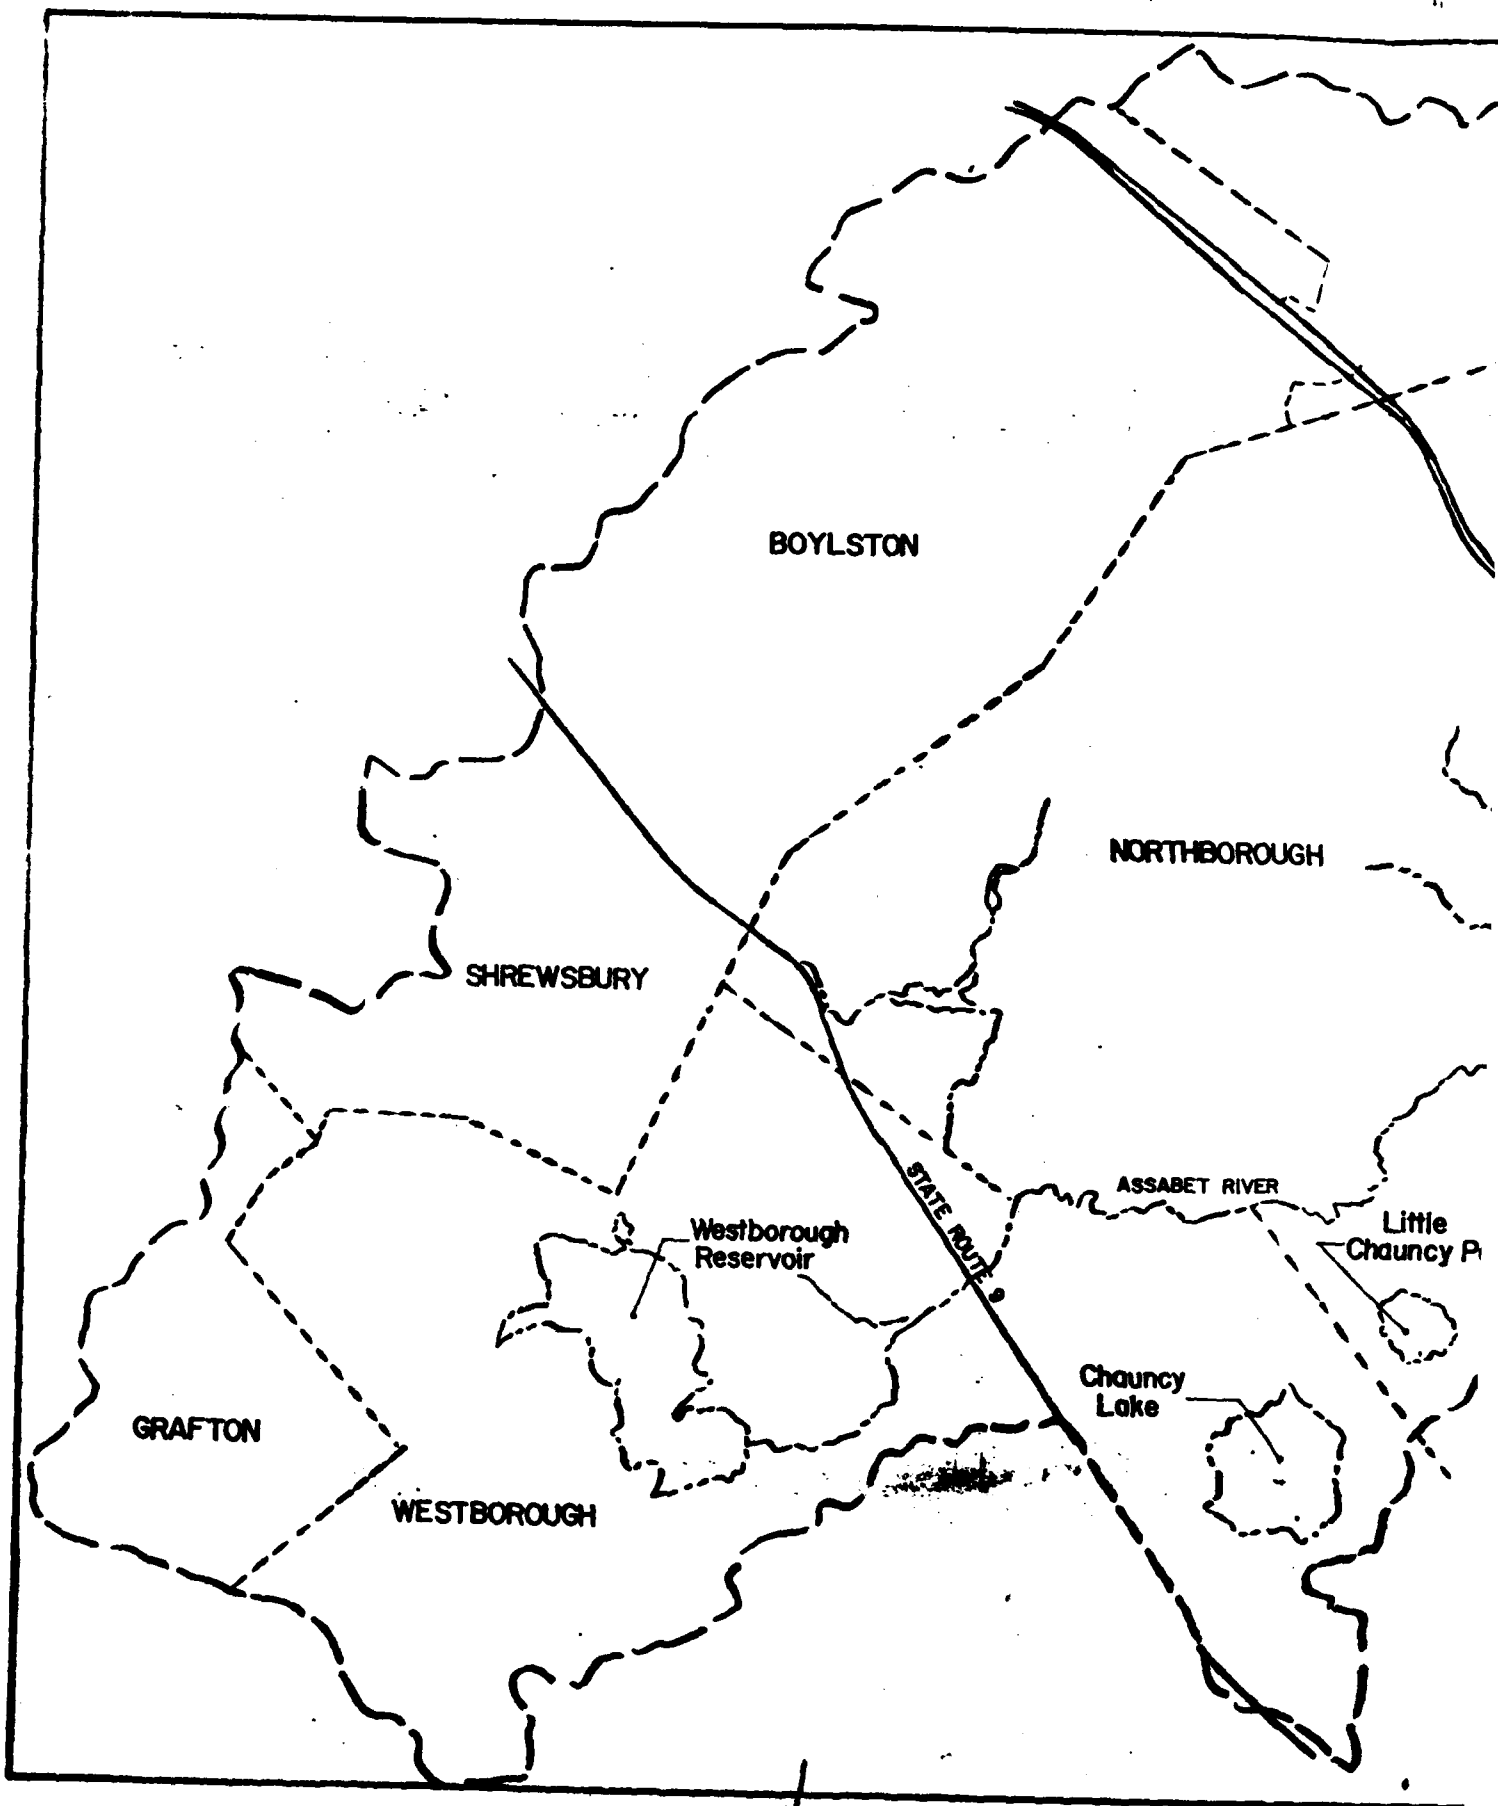 BOYLSTON
NORTHBOROUGH
SHREWSBURY
ASSABET RIVER
STATE ROUTE 9
Westborough
Reservoir
Little
Chauncy
Chauncy
Lake
GRAFTON
WESTBOROUGH